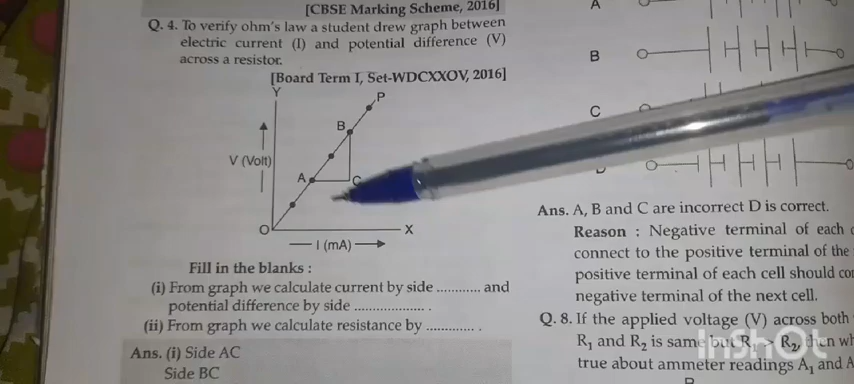 [CBSE Marking Scheme, 2016]
Q. 4. To verify ohm's law a student drew graph between
electric current (I) and potential difference (V)
across a resistor.
[Board Term I, Set-WDCXXOV, 2016]
Y
P
B
V (Volt)
A
C
O
X
I (mA)
Fill in the blanks :
(i) From graph we calculate current by side ............ and
potential difference by side ................... .
(ii) From graph we calculate resistance by ............. .
Ans. (i) Side AC
Side BC
A
B
C
D
Ans. A, B and C are incorrect D is correct.
Reason : Negative terminal of each
connect to the positive terminal of the
positive terminal of each cell should
negative terminal of the next cell.
Q. 8. If the applied voltage (V) across both
R1 and R2 is same but R1 > R2, then
true about ammeter readings A1 and
R
InShOt